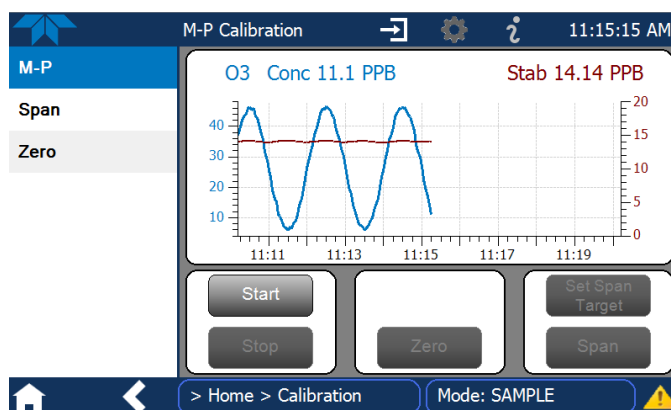 M-P Calibration
11:15:15 AM
M-P
Span
Zero
O3 Conc 11.1 PPB
Stab 14.14 PPB
40
30
20
10
20
15
10
5
0
11:11
11:13
11:15
11:17
11:19
Start
Stop
Zero
Set Span
Target
Span
> Home > Calibration
Mode: SAMPLE